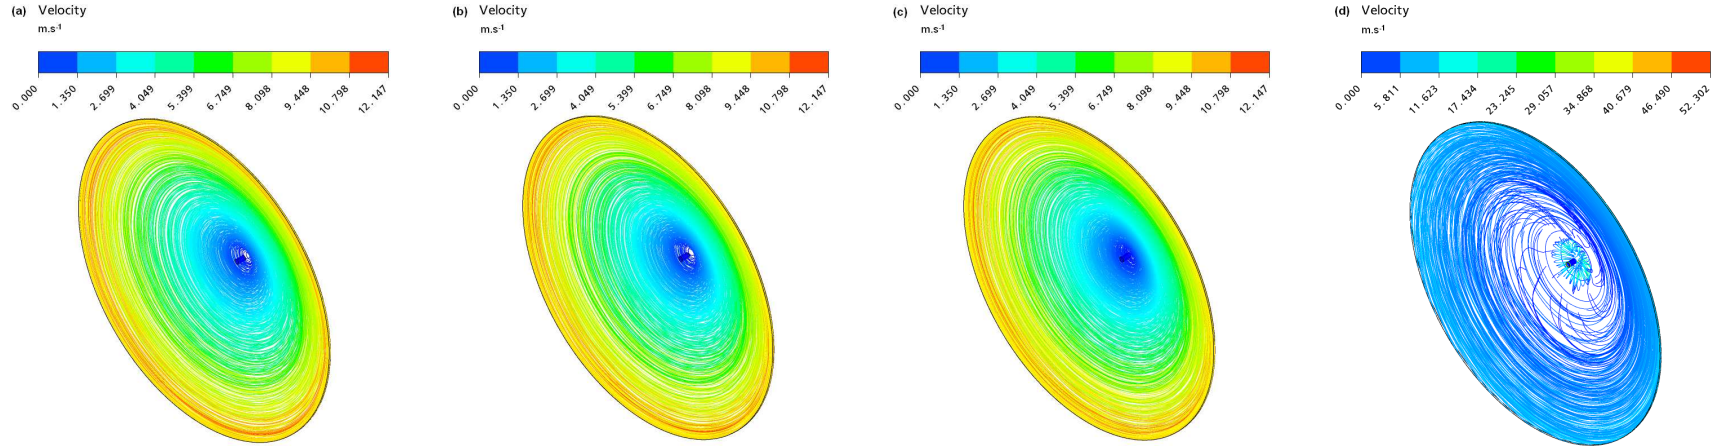 (a) Velocity
m.s-1
0.000 1.350 2.699 4.049 5.399 6.749 8.098 9.448 10.798 12.147
(b) Velocity
m.s-1
0.000 1.350 2.699 4.049 5.399 6.749 8.098 9.448 10.798 12.147
(c) Velocity
m.s-1
0.000 1.350 2.699 4.049 5.399 6.749 8.098 9.448 10.798 12.147
(d) Velocity
m.s-1
0.000 5.811 11.623 17.434 23.245 29.057 34.868 40.679 46.490 52.302